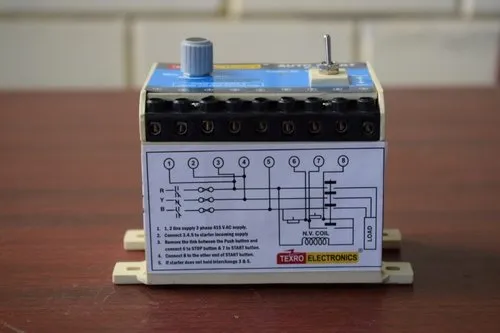 TEXRO ELECTRONICS
1 2 3 4 5 6 7 8
R
Y
B
N.V. COIL
LOAD
1. 1, 2 line supply 2 phase 415 V AC supply.
2. Connect 3.4.5 to starter incoming supply
3. Remove the link between the Push button and
connect 6 to STOP button & 7 to START button.
4. Connect 8 to the other end of START button.
5. If starter does not hold interchange 3 & 5.
TEXRO ELECTRONICS ®